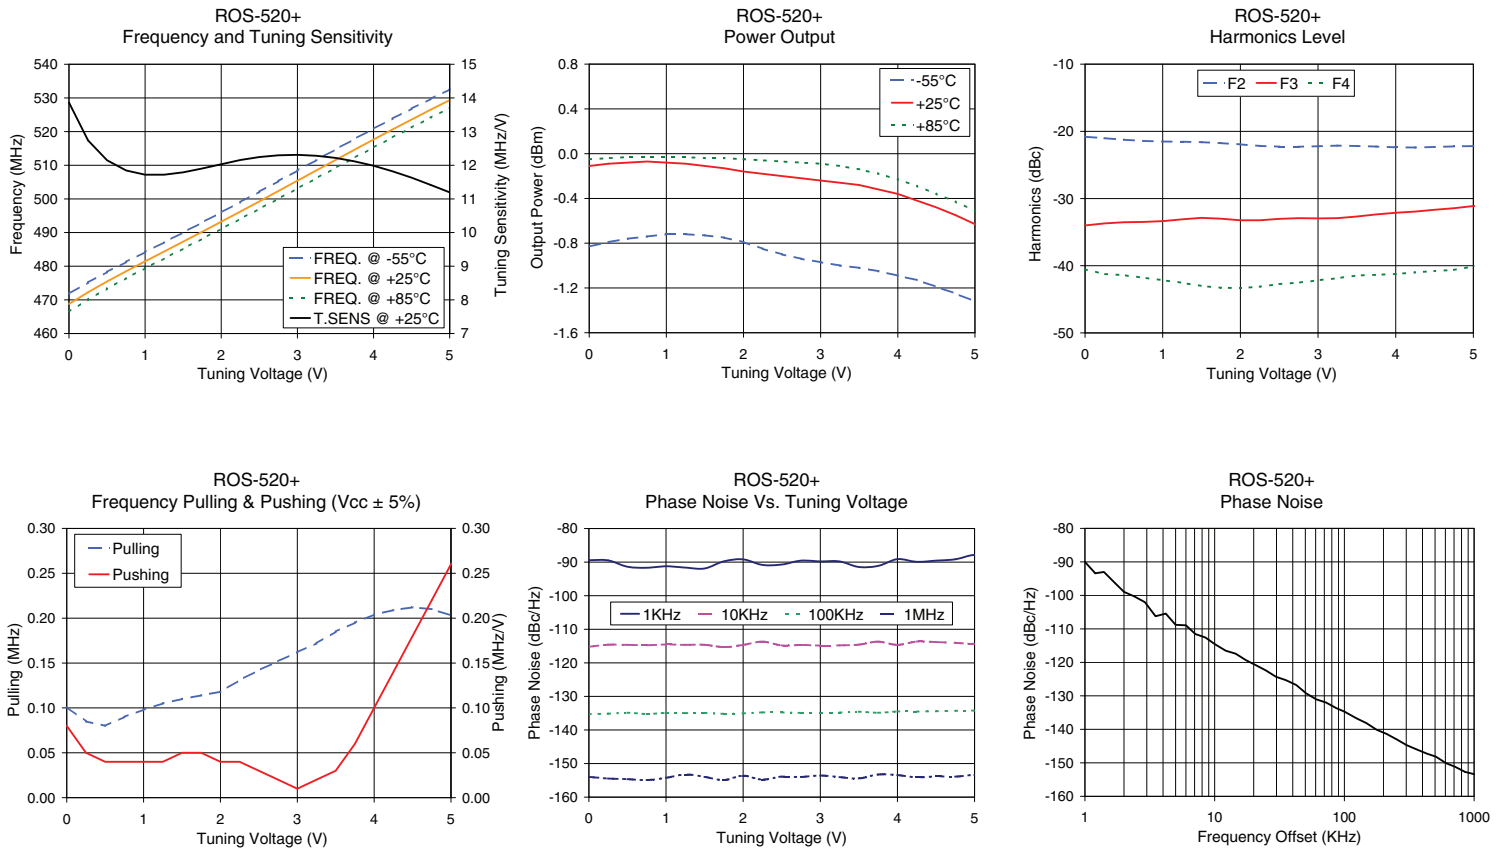 ROS-520+
Frequency and Tuning Sensitivity
540
530
520
510
500
490
480
470
460
15
14
13
12
11
10
9
8
7
Frequency (MHz)
Tuning Sensitivity (MHz/V)
FREQ. @ -55°C
FREQ. @ +25°C
FREQ. @ +85°C
T.SENS @ +25°C
0 1 2 3 4 5
Tuning Voltage (V)
ROS-520+
Power Output
0.8
0.4
0.0
-0.4
-0.8
-1.2
-1.6
Output Power (dBm)
-55°C
+25°C
+85°C
0 1 2 3 4 5
Tuning Voltage (V)
ROS-520+
Harmonics Level
-10
-20
-30
-40
-50
Harmonics (dBc)
F2 F3 F4
0 1 2 3 4 5
Tuning Voltage (V)
ROS-520+
Frequency Pulling & Pushing (Vcc ± 5%)
0.30
0.25
0.20
0.15
0.10
0.05
0.00
0.30
0.25
0.20
0.15
0.10
0.05
0.00
Pulling (MHz)
Pushing (MHz/V)
Pulling
Pushing
0 1 2 3 4 5
Tuning Voltage (V)
ROS-520+
Phase Noise Vs. Tuning Voltage
-80
-90
-100
-110
-120
-130
-140
-150
-160
Phase Noise (dBc/Hz)
1KHz 10KHz 100KHz 1MHz
0 1 2 3 4 5
Tuning Voltage (V)
ROS-520+
Phase Noise
-80
-90
-100
-110
-120
-130
-140
-150
-160
Phase Noise (dBc/Hz)
1 10 100 1000
Frequency Offset (KHz)